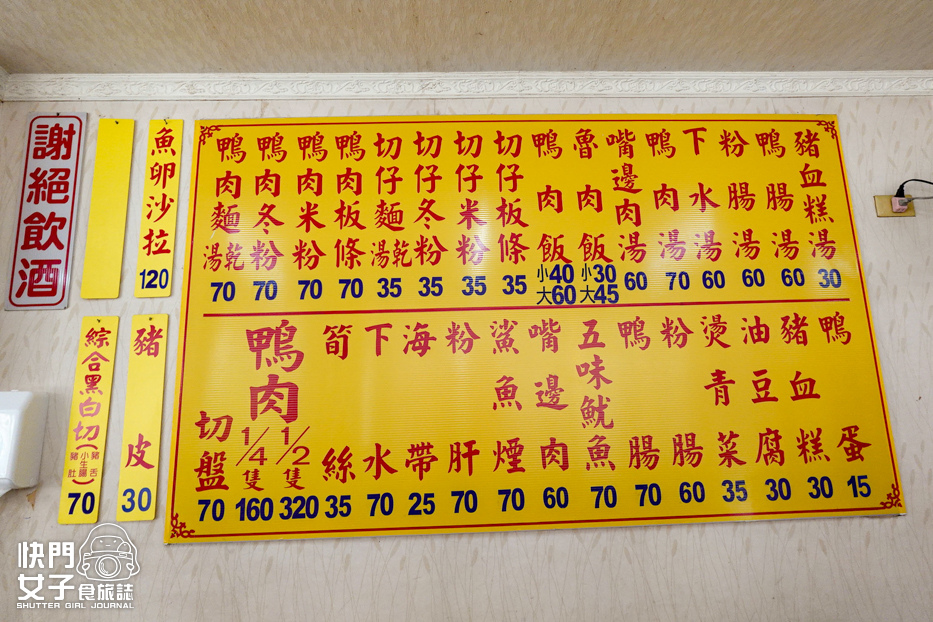 謝絕飲酒
魚卵沙拉 120
綜合黑白切(豬舌 小生腸 豬肚) 70
豬皮 30
鴨肉麵 湯乾 70
鴨肉冬粉 70
鴨肉米粉 70
鴨肉板條 70
切仔麵 湯乾 35
切仔冬粉 35
切仔米粉 35
切仔板條 35
鴨肉飯 小40 大60
魯肉飯 小30 大45
嘴邊肉湯 60
鴨肉湯 70
下水湯 60
粉腸湯 60
鴨腸湯 60
豬血糕湯 30
鴨肉
切盤 70
1/4隻 160
1/2隻 320
筍絲 35
下水 70
海帶 25
粉肝 70
鯊魚煙 70
嘴邊肉 60
五味魷魚 70
鴨腸 70
粉腸 60
燙青菜 35
油豆腐 30
豬血糕 30
鴨蛋 15
快門
女子食旅誌
SHUTTER GIRL JOURNAL